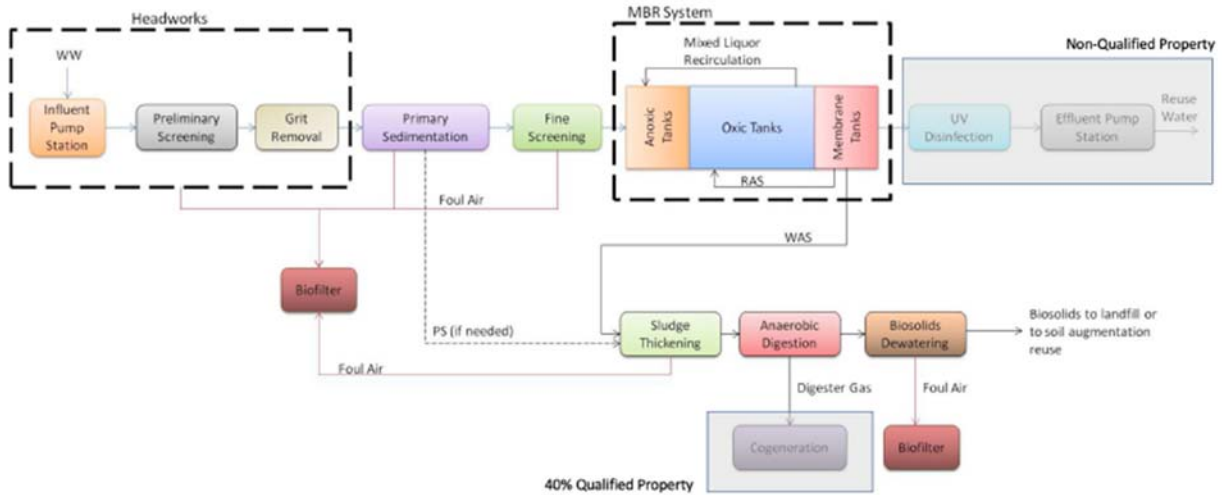 Headworks
MBR System
WW
Mixed Liquor
Recirculation
Non-Qualified Property
Influent
Pump
Station
Preliminary
Screening
Grit
Removal
Primary
Sedimentation
Fine
Screening
Anoxic
Tanks
Oxic Tanks
Membrane
Tanks
UV
Disinfection
Effluent Pump
Station
Reuse
Water
RAS
Foul Air
WAS
Biofilter
PS (if needed)
Sludge
Thickening
Anaerobic
Digestion
Biosolids
Dewatering
Biosolids to landfill or
to soil augmentation
reuse
Foul Air
Digester Gas
Foul Air
Cogeneration
Biofilter
40% Qualified Property